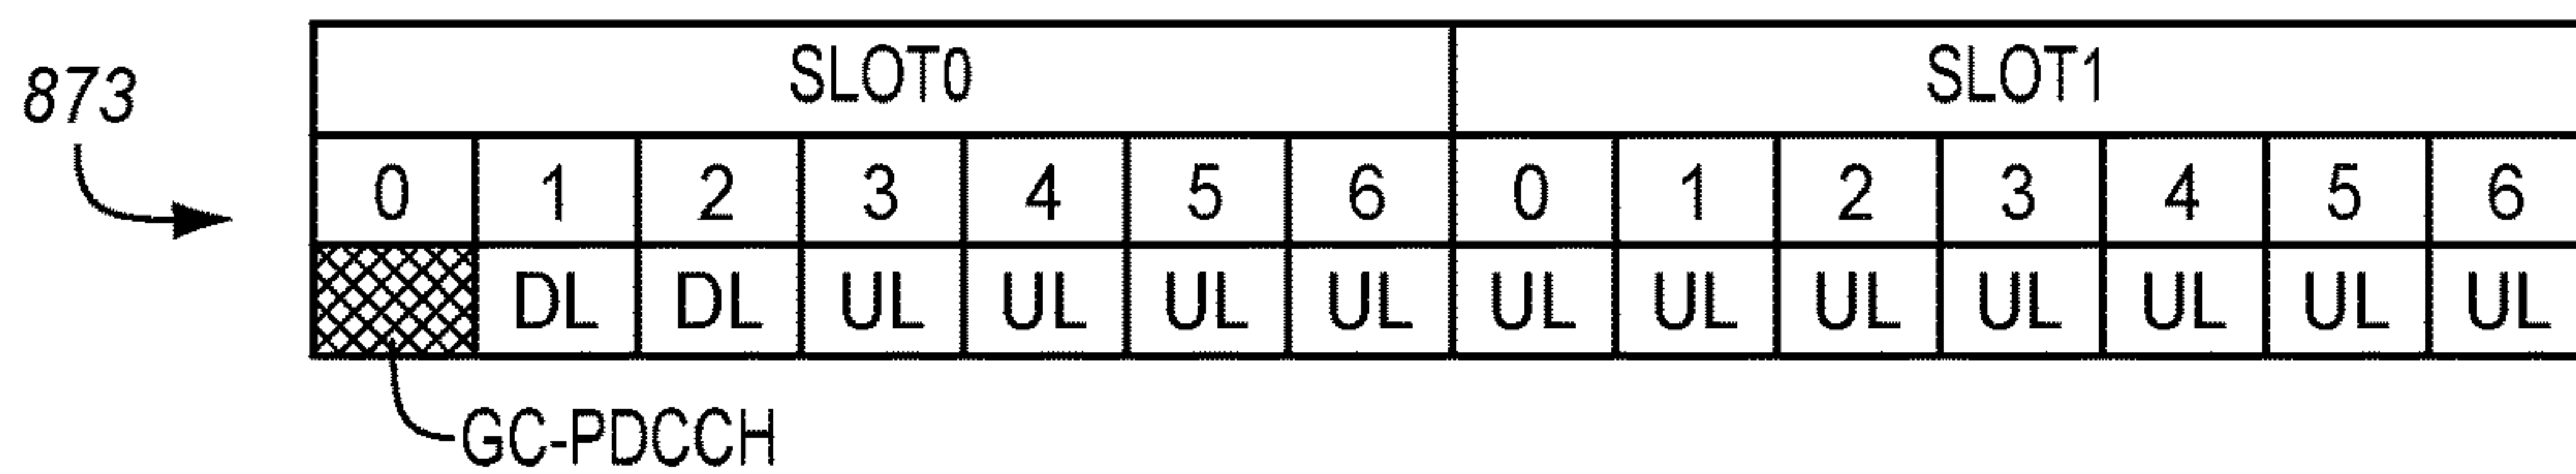 873
SLOT0 SLOT1
0 1 2 3 4 5 6 0 1 2 3 4 5 6
DL DL UL UL UL UL UL UL UL UL UL UL UL
GC-PDCCH